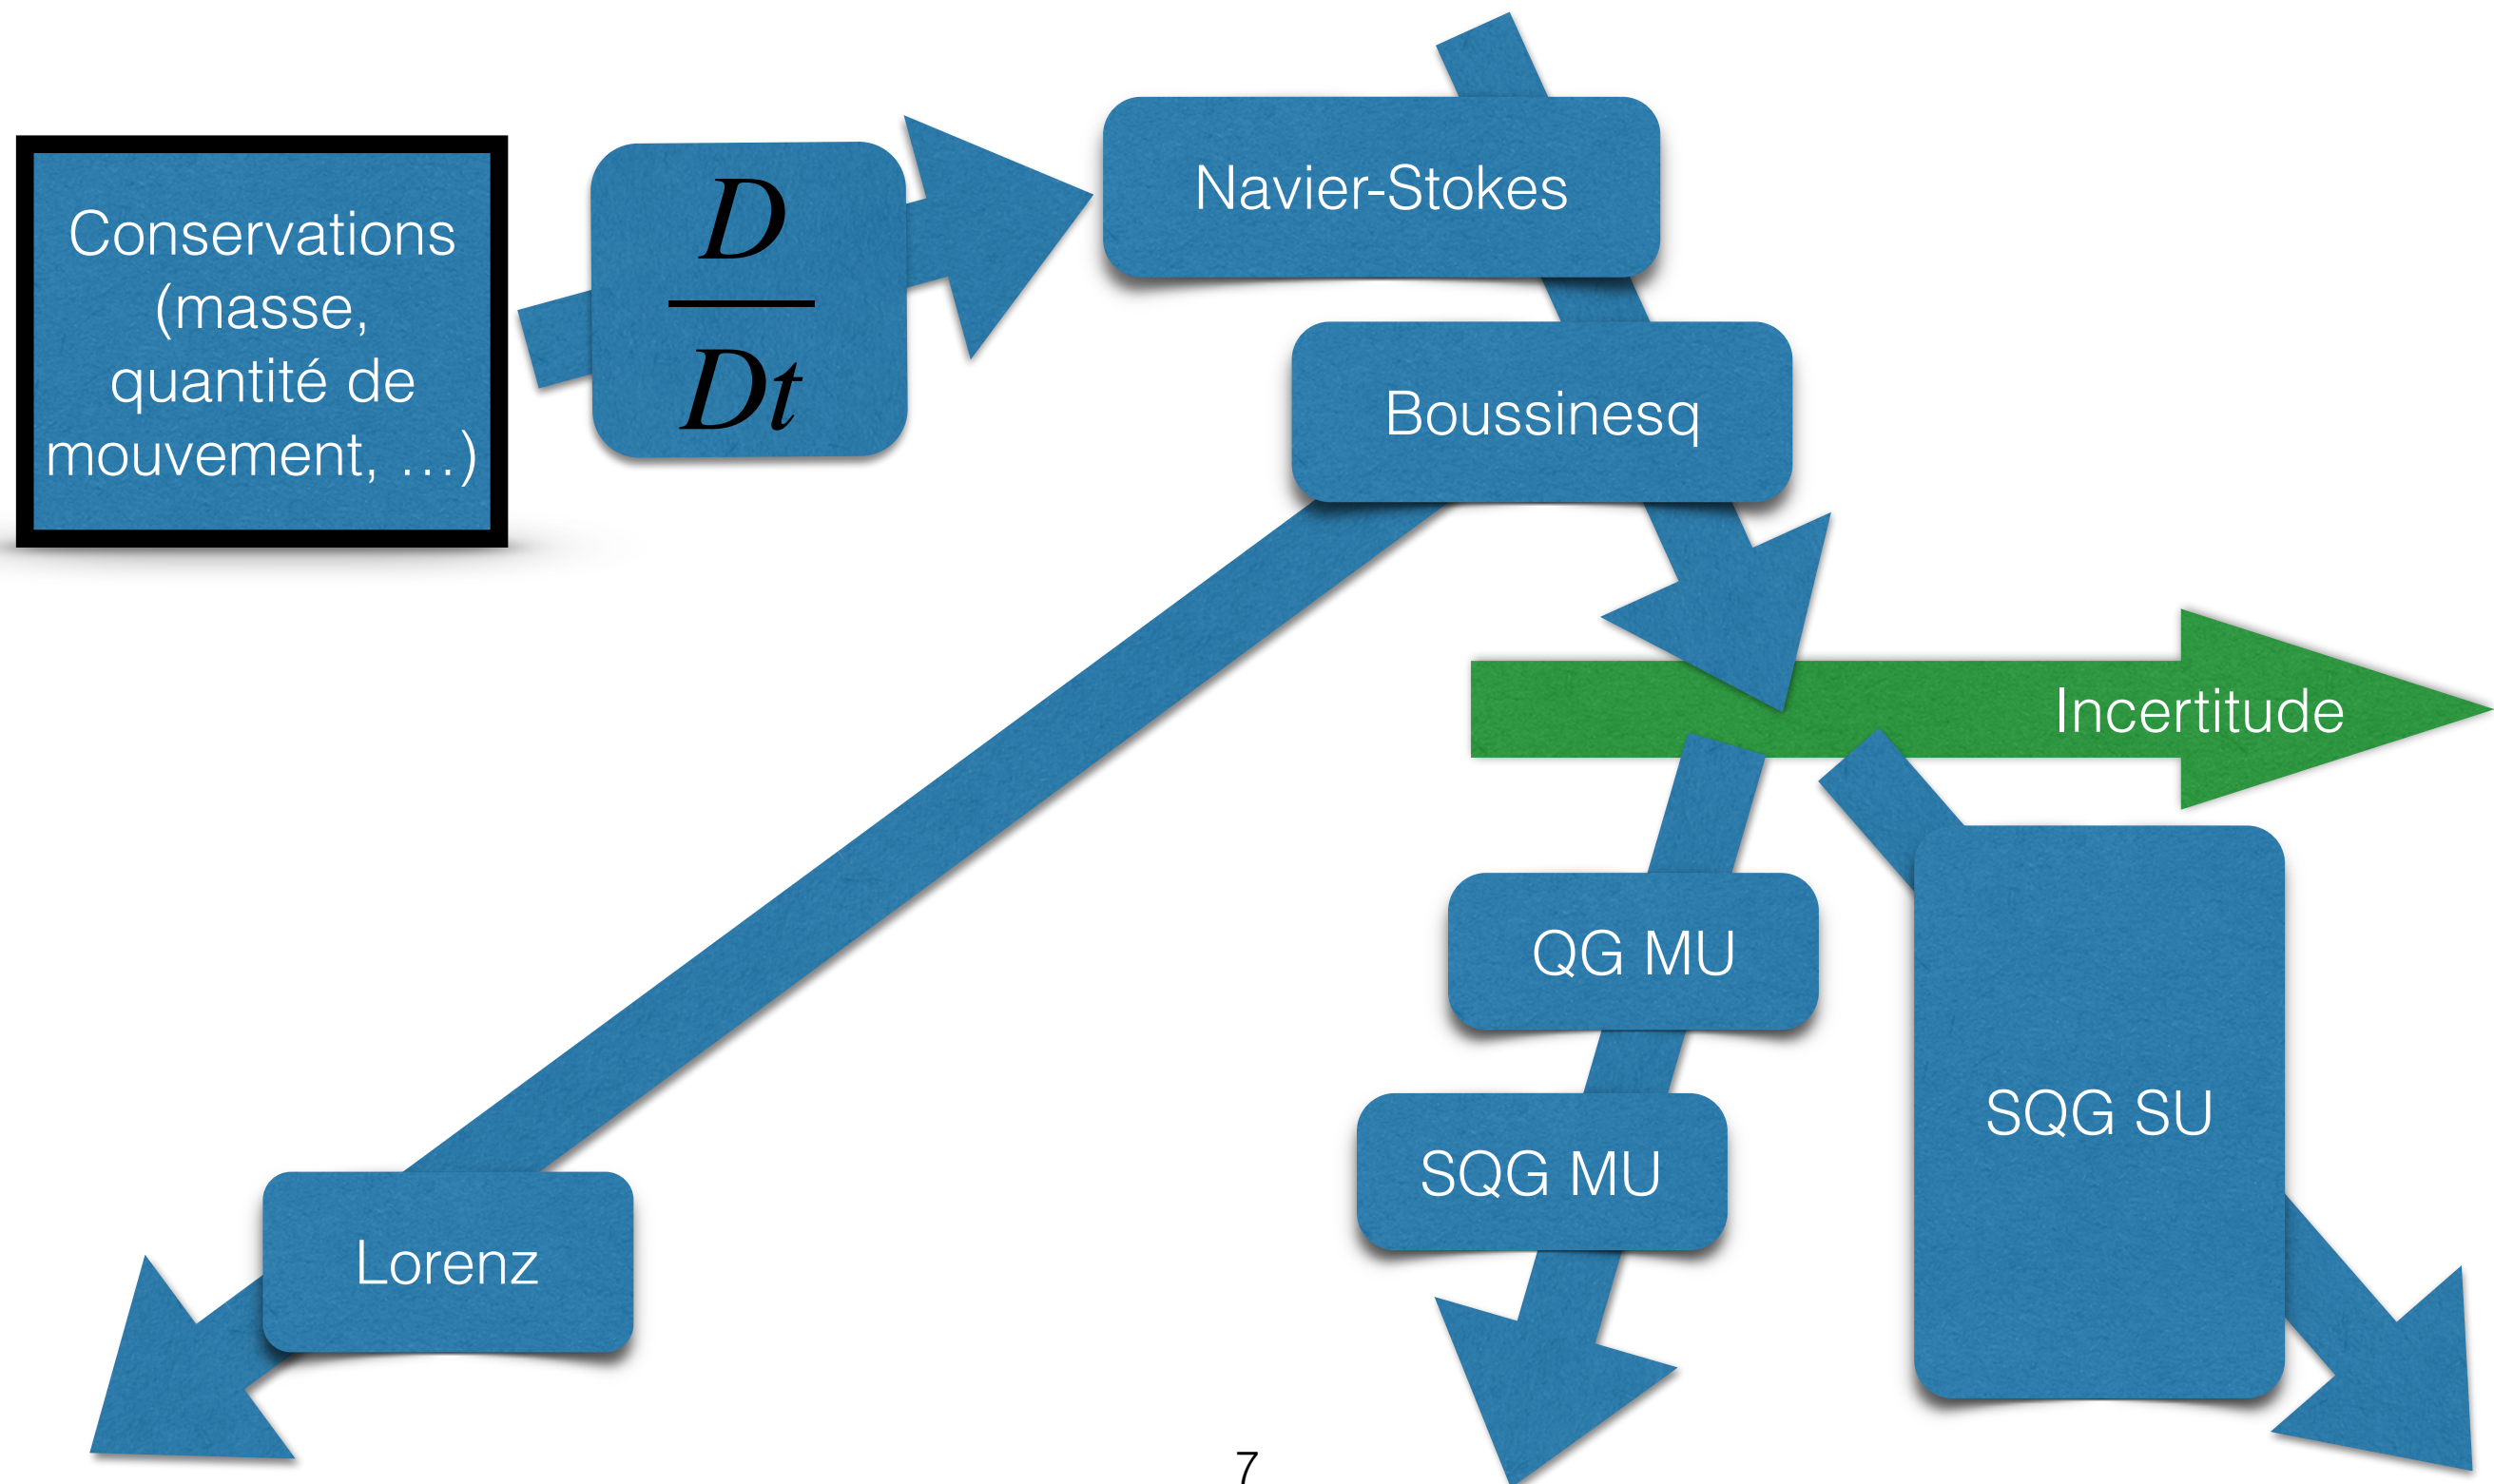 Conservations
(masse,
quantité de
mouvement, …)
D
Dt
Navier-Stokes
Boussinesq
Incertitude
QG MU
SQG MU
SQG SU
Lorenz
7